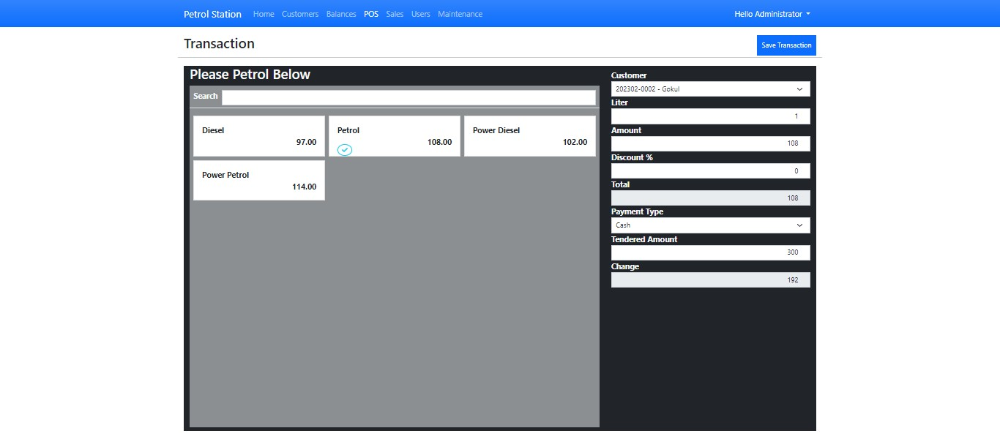 Petrol Station Home Customers Balances POS Sales Users Maintenance Hello Administrator
Transaction Save Transaction
Please Petrol Below
Search
Diesel
97.00
Petrol
108.00
Power Diesel
102.00
Power Petrol
114.00
Customer
202302-0002 - Gokul
Liter
1
Amount
108
Discount %
0
Total
108
Payment Type
Cash
Tendered Amount
300
Change
192